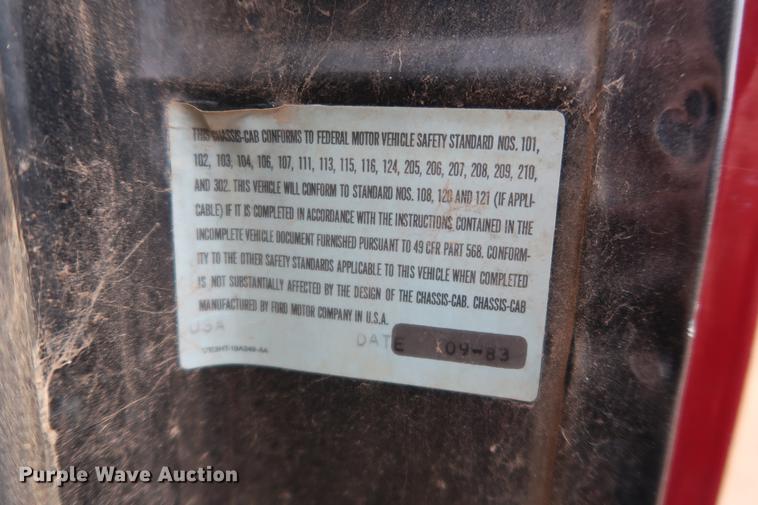 THIS CHASSIS-CAB CONFORMS TO FEDERAL MOTOR VEHICLE SAFETY STANDARD NOS. 101,
102, 103, 104, 106, 107, 111, 113, 115, 116, 124, 205, 206, 207, 208, 209, 210,
AND 302. THIS VEHICLE WILL CONFORM TO STANDARD NOS. 108, 120 AND 121 (IF APPLI-
CABLE) IF IT IS COMPLETED IN ACCORDANCE WITH THE INSTRUCTIONS CONTAINED IN THE
INCOMPLETE VEHICLE DOCUMENT FURNISHED PURSUANT TO 49 CFR PART 568. CONFORM-
ITY TO THE OTHER SAFETY STANDARDS APPLICABLE TO THIS VEHICLE WHEN COMPLETED
IS NOT SUBSTANTIALLY AFFECTED BY THE DESIGN OF THE CHASSIS-CAB. CHASSIS-CAB
MANUFACTURED BY FORD MOTOR COMPANY IN U.S.A.
USA
DATE 09-83
Purple Wave Auction